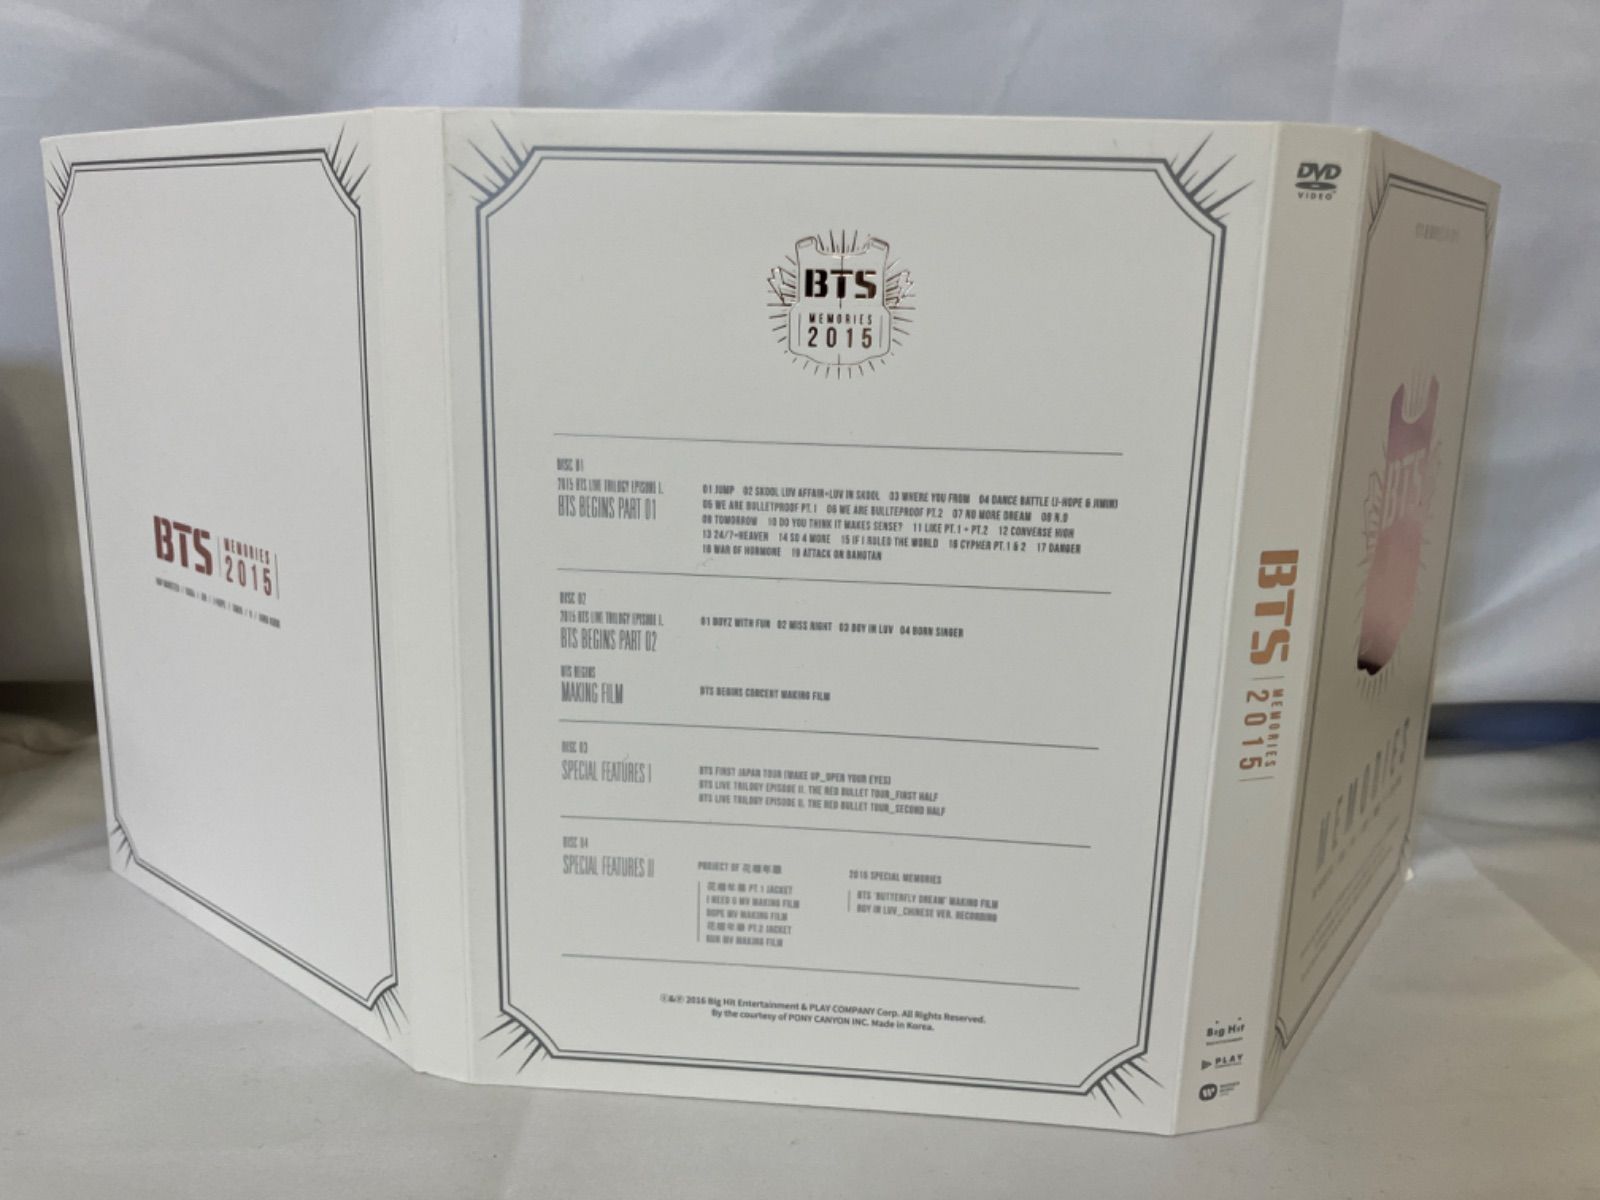 BTS
MEMORIES
2015
BTS
MEMORIES
2015
DISC 01
2015 BTS LIVE TRILOGY EPISODE I.
BTS BEGINS PART 01
01 JUMP 02 SKOOL LUV AFFAIR+LUV IN SKOOL 03 WHERE YOU FROM 04 DANCE BATTLE (J-HOPE & JIMIN)
05 WE ARE BULLETPROOF PT.1 06 WE ARE BULLTEPROOF PT.2 07 NO MORE DREAM 08 N.O
09 TOMORROW 10 DO YOU THINK IT MAKES SENSE? 11 LIKE PT.1 + PT.2 12 CONVERSE HIGH
13 24/7=HEAVEN 14 SO 4 MORE 15 IF I RULED THE WORLD 16 CYPHER PT.1 & 2 17 DANGER
18 WAR OF HORMONE 19 ATTACK ON BANGTAN
DISC 02
2015 BTS LIVE TRILOGY EPISODE I.
BTS BEGINS PART 02
01 BOYZ WITH FUN 02 MISS RIGHT 03 BOY IN LUV 04 BORN SINGER
BTS BEGINS
MAKING FILM
BTS BEGINS CONCERT MAKING FILM
DISC 03
SPECIAL FEATURES I
BTS FIRST JAPAN TOUR (WAKE UP_OPEN YOUR EYES)
BTS LIVE TRILOGY EPISODE II. THE RED BULLET TOUR_FIRST HALF
BTS LIVE TRILOGY EPISODE II. THE RED BULLET TOUR_SECOND HALF
DISC 04
SPECIAL FEATURES II
PROJECT OF 花樣年華
花樣年華 PT.1 JACKET
I NEED U MV MAKING FILM
DOPE MV MAKING FILM
花樣年華 PT.2 JACKET
RUN MV MAKING FILM
2015 SPECIAL MEMORIES
BTS 'BUTTERFLY DREAM' MAKING FILM
BOY IN LUV_CHINESE VER. RECORDING
ⓒ&ⓟ 2016 Big Hit Entertainment & PLAY COMPANY Corp. All Rights Reserved.
By the courtesy of PONY CANYON INC. Made in Korea.
DVD
VIDEO
BTS
MEMORIES
2015
Big Hit
PLAY
BTS
MEMORIES